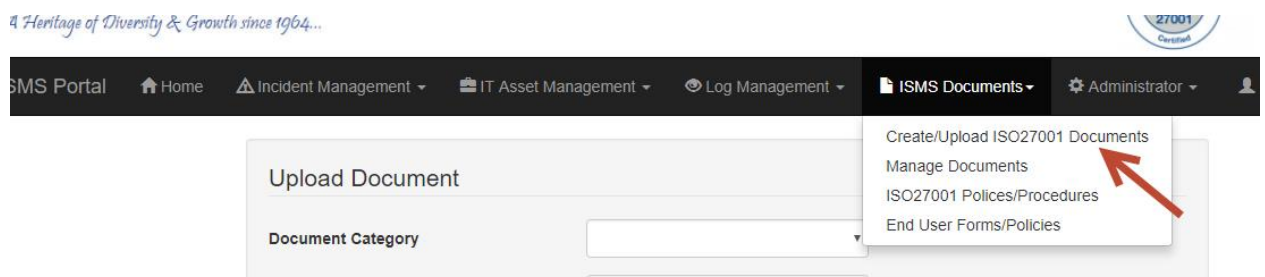 A Heritage of Diversity & Growth since 1964...
27001
Certified
SMS Portal Home Incident Management IT Asset Management Log Management ISMS Documents Administrator
Create/Upload ISO27001 Documents
Manage Documents
ISO27001 Polices/Procedures
End User Forms/Policies
Upload Document
Document Category